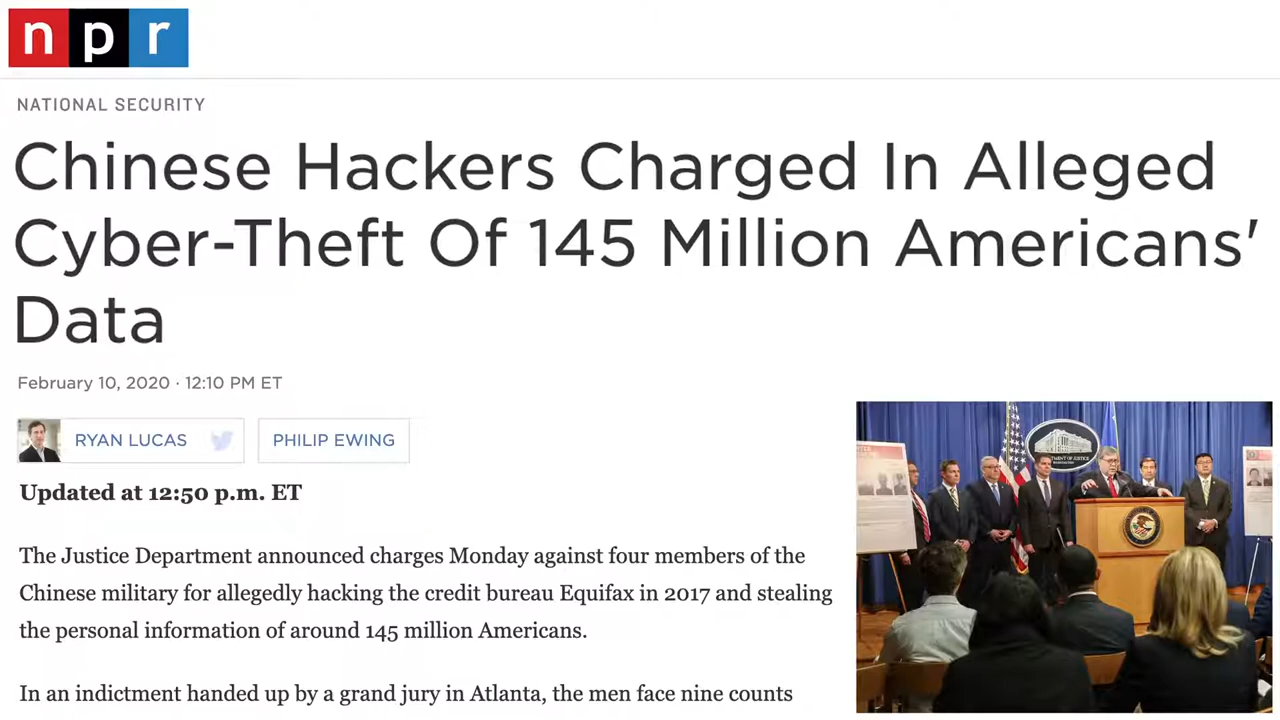 npr
NATIONAL SECURITY
Chinese Hackers Charged In Alleged
Cyber-Theft Of 145 Million Americans'
Data
February 10, 2020 · 12:10 PM ET
RYAN LUCAS
PHILIP EWING
Updated at 12:50 p.m. ET
The Justice Department announced charges Monday against four members of the
Chinese military for allegedly hacking the credit bureau Equifax in 2017 and stealing
the personal information of around 145 million Americans.
In an indictment handed up by a grand jury in Atlanta, the men face nine counts
DEPARTMENT OF JUSTICE
WASHINGTON